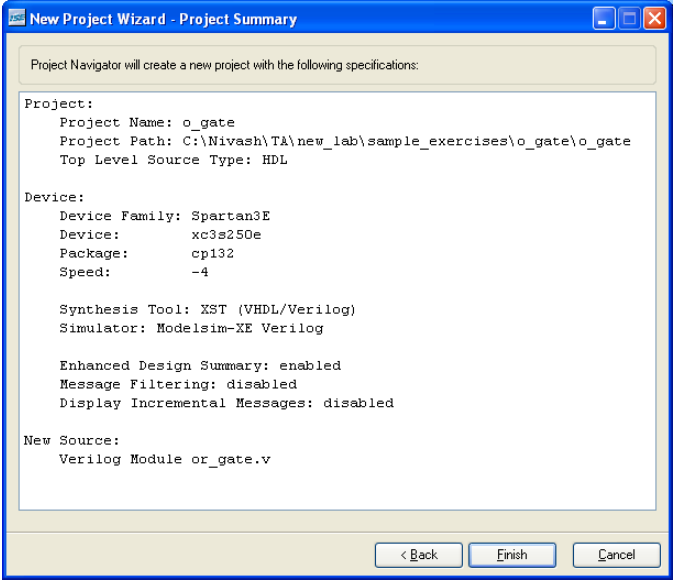 ISE New Project Wizard - Project Summary
Project Navigator will create a new project with the following specifications:
Project:
Project Name: o_gate
Project Path: C:\Nivash\TA\new_lab\sample_exercises\o_gate\o_gate
Top Level Source Type: HDL
Device:
Device Family: Spartan3E
Device: xc3s250e
Package: cp132
Speed: -4
Synthesis Tool: XST (VHDL/Verilog)
Simulator: Modelsim-XE Verilog
Enhanced Design Summary: enabled
Message Filtering: disabled
Display Incremental Messages: disabled
New Source:
Verilog Module or_gate.v
< Back Finish Cancel